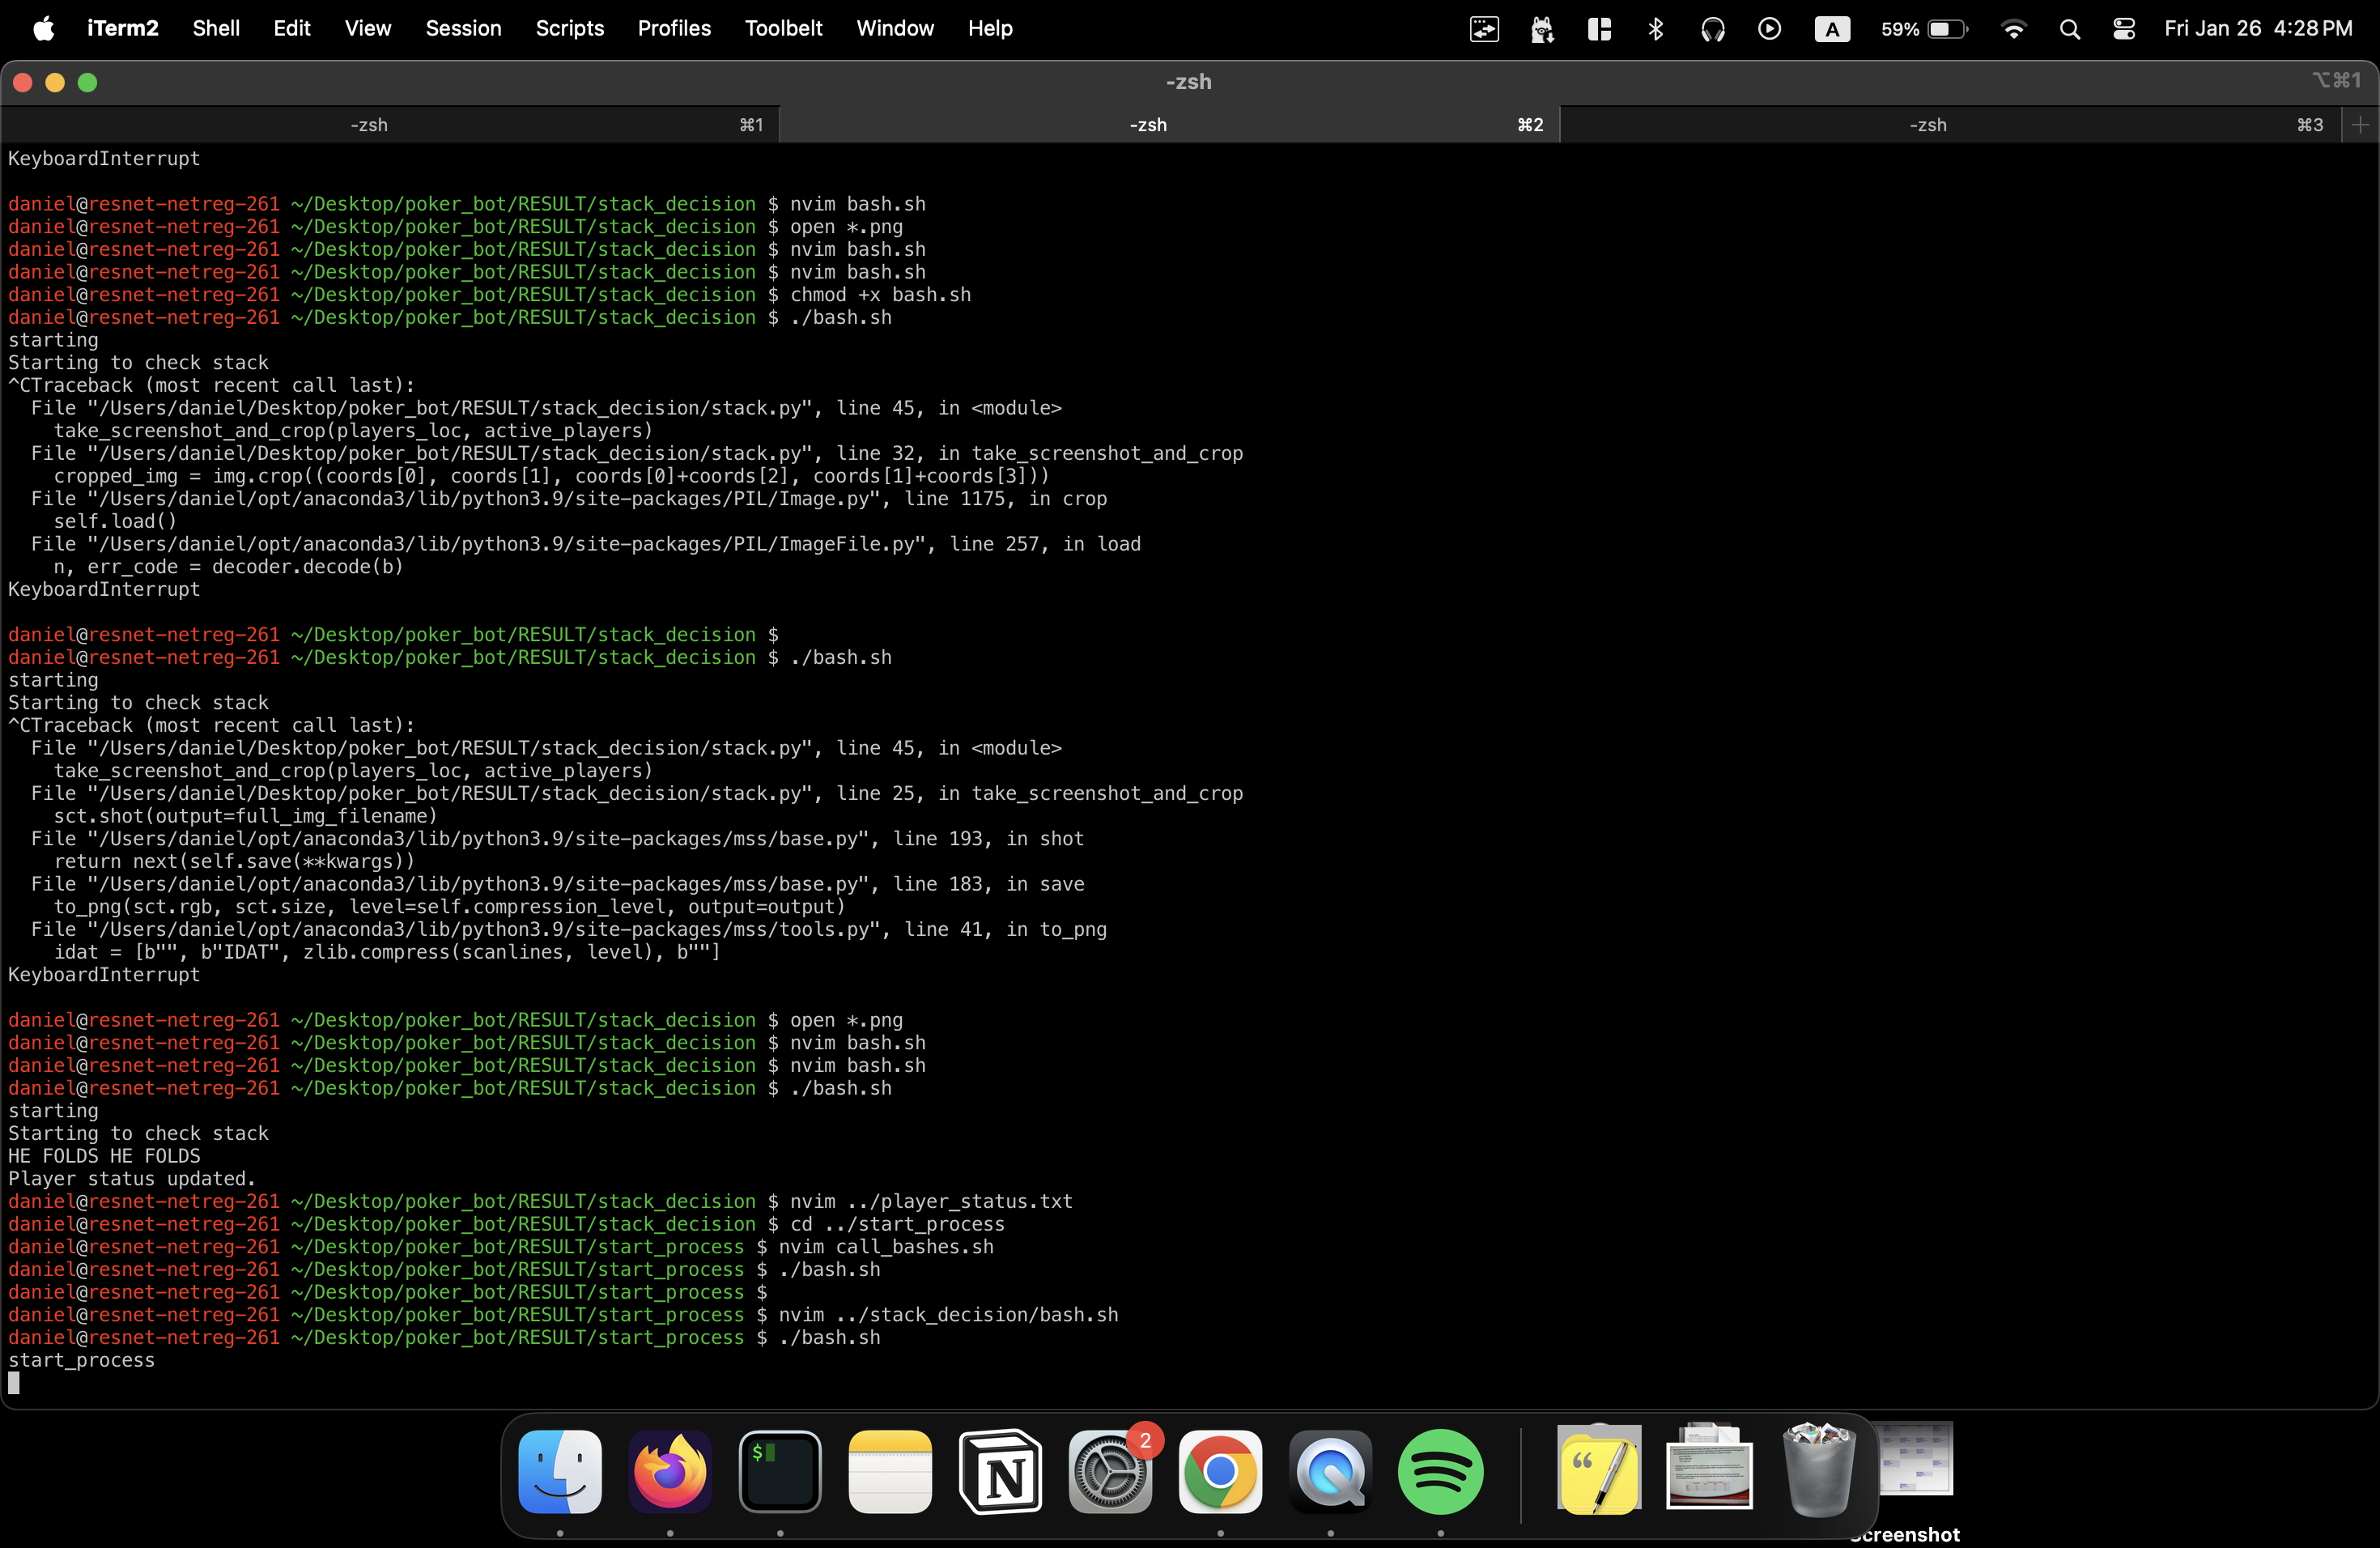 iTerm2 Shell Edit View Session Scripts Profiles Toolbelt Window Help A 59% Fri Jan 26 4:28 PM
-zsh ⌥⌘1
-zsh ⌘1 -zsh ⌘2 -zsh ⌘3
KeyboardInterrupt
daniel@resnet-netreg-261 ~/Desktop/poker_bot/RESULT/stack_decision $ nvim bash.sh
daniel@resnet-netreg-261 ~/Desktop/poker_bot/RESULT/stack_decision $ open *.png
daniel@resnet-netreg-261 ~/Desktop/poker_bot/RESULT/stack_decision $ nvim bash.sh
daniel@resnet-netreg-261 ~/Desktop/poker_bot/RESULT/stack_decision $ nvim bash.sh
daniel@resnet-netreg-261 ~/Desktop/poker_bot/RESULT/stack_decision $ chmod +x bash.sh
daniel@resnet-netreg-261 ~/Desktop/poker_bot/RESULT/stack_decision $ ./bash.sh
starting
Starting to check stack
^CTraceback (most recent call last):
  File "/Users/daniel/Desktop/poker_bot/RESULT/stack_decision/stack.py", line 45, in <module>
    take_screenshot_and_crop(players_loc, active_players)
  File "/Users/daniel/Desktop/poker_bot/RESULT/stack_decision/stack.py", line 32, in take_screenshot_and_crop
    cropped_img = img.crop((coords[0], coords[1], coords[0]+coords[2], coords[1]+coords[3]))
  File "/Users/daniel/opt/anaconda3/lib/python3.9/site-packages/PIL/Image.py", line 1175, in crop
    self.load()
  File "/Users/daniel/opt/anaconda3/lib/python3.9/site-packages/PIL/ImageFile.py", line 257, in load
    n, err_code = decoder.decode(b)
KeyboardInterrupt
daniel@resnet-netreg-261 ~/Desktop/poker_bot/RESULT/stack_decision $
daniel@resnet-netreg-261 ~/Desktop/poker_bot/RESULT/stack_decision $ ./bash.sh
starting
Starting to check stack
^CTraceback (most recent call last):
  File "/Users/daniel/Desktop/poker_bot/RESULT/stack_decision/stack.py", line 45, in <module>
    take_screenshot_and_crop(players_loc, active_players)
  File "/Users/daniel/Desktop/poker_bot/RESULT/stack_decision/stack.py", line 25, in take_screenshot_and_crop
    sct.shot(output=full_img_filename)
  File "/Users/daniel/opt/anaconda3/lib/python3.9/site-packages/mss/base.py", line 193, in shot
    return next(self.save(**kwargs))
  File "/Users/daniel/opt/anaconda3/lib/python3.9/site-packages/mss/base.py", line 183, in save
    to_png(sct.rgb, sct.size, level=self.compression_level, output=output)
  File "/Users/daniel/opt/anaconda3/lib/python3.9/site-packages/mss/tools.py", line 41, in to_png
    idat = [b"", b"IDAT", zlib.compress(scanlines, level), b""]
KeyboardInterrupt
daniel@resnet-netreg-261 ~/Desktop/poker_bot/RESULT/stack_decision $ open *.png
daniel@resnet-netreg-261 ~/Desktop/poker_bot/RESULT/stack_decision $ nvim bash.sh
daniel@resnet-netreg-261 ~/Desktop/poker_bot/RESULT/stack_decision $ nvim bash.sh
daniel@resnet-netreg-261 ~/Desktop/poker_bot/RESULT/stack_decision $ ./bash.sh
starting
Starting to check stack
HE FOLDS HE FOLDS
Player status updated.
daniel@resnet-netreg-261 ~/Desktop/poker_bot/RESULT/stack_decision $ nvim ../player_status.txt
daniel@resnet-netreg-261 ~/Desktop/poker_bot/RESULT/stack_decision $ cd ../start_process
daniel@resnet-netreg-261 ~/Desktop/poker_bot/RESULT/start_process $ nvim call_bashes.sh
daniel@resnet-netreg-261 ~/Desktop/poker_bot/RESULT/start_process $ ./bash.sh
daniel@resnet-netreg-261 ~/Desktop/poker_bot/RESULT/start_process $
daniel@resnet-netreg-261 ~/Desktop/poker_bot/RESULT/start_process $ nvim ../stack_decision/bash.sh
daniel@resnet-netreg-261 ~/Desktop/poker_bot/RESULT/start_process $ ./bash.sh
start_process
$ N 2
Screenshot